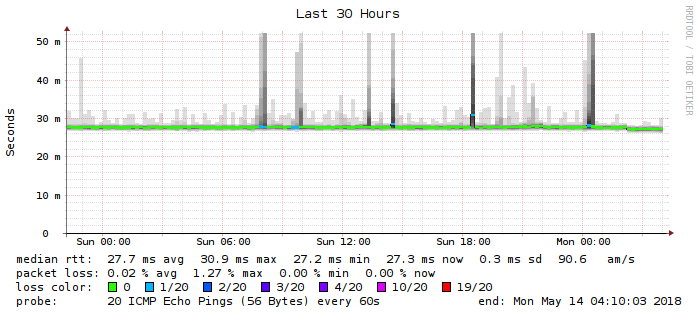 Last 30 Hours
RRDTOOL / TOBI OETIKER
Seconds
50 m
40 m
30 m
20 m
10 m
0
Sun 00:00 Sun 06:00 Sun 12:00 Sun 18:00 Mon 00:00
median rtt: 27.7 ms avg 30.9 ms max 27.2 ms min 27.3 ms now 0.3 ms sd 90.6 am/s
packet loss: 0.02 % avg 1.27 % max 0.00 % min 0.00 % now
loss color: 0 1/20 2/20 3/20 4/20 10/20 19/20
probe: 20 ICMP Echo Pings (56 Bytes) every 60s end: Mon May 14 04:10:03 2018